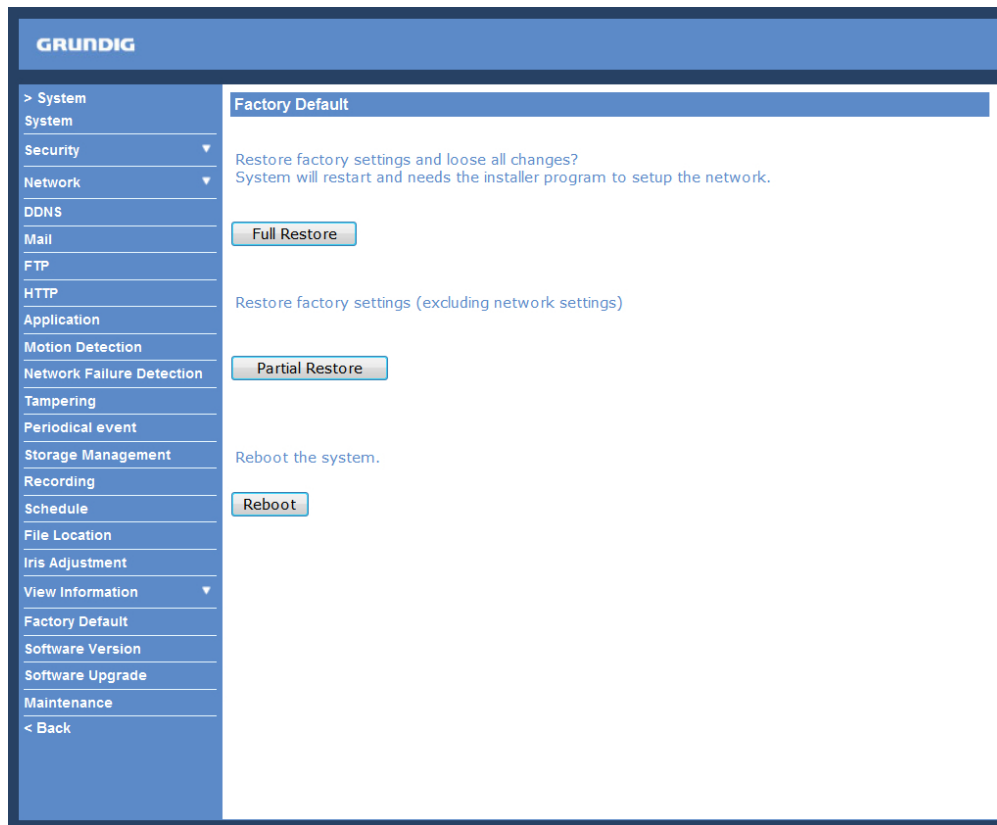 GRUNDIG
> System
System
Security
Network
DDNS
Mail
FTP
HTTP
Application
Motion Detection
Network Failure Detection
Tampering
Periodical event
Storage Management
Recording
Schedule
File Location
Iris Adjustment
View Information
Factory Default
Software Version
Software Upgrade
Maintenance
< Back
Factory Default
Restore factory settings and loose all changes?
System will restart and needs the installer program to setup the network.
Full Restore
Restore factory settings (excluding network settings)
Partial Restore
Reboot the system.
Reboot